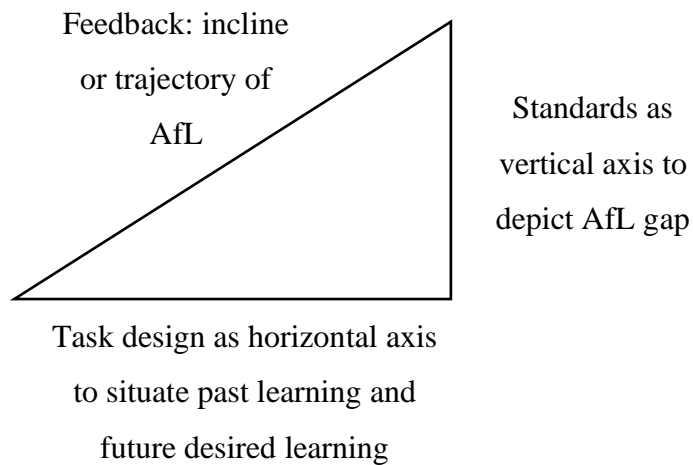 Feedback: incline
or trajectory of
AfL
Standards as
vertical axis to
depict AfL gap
Task design as horizontal axis
to situate past learning and
future desired learning